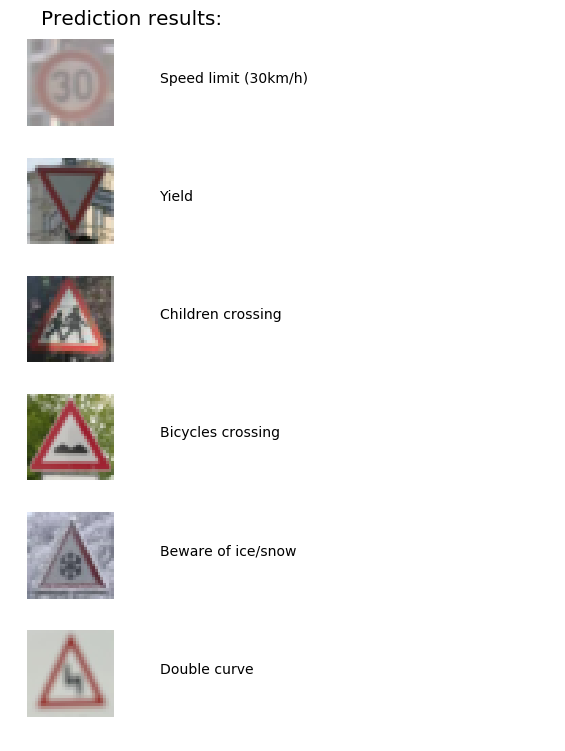 Prediction results:
30
Speed limit (30km/h)
Yield
Children crossing
Bicycles crossing
Beware of ice/snow
Double curve